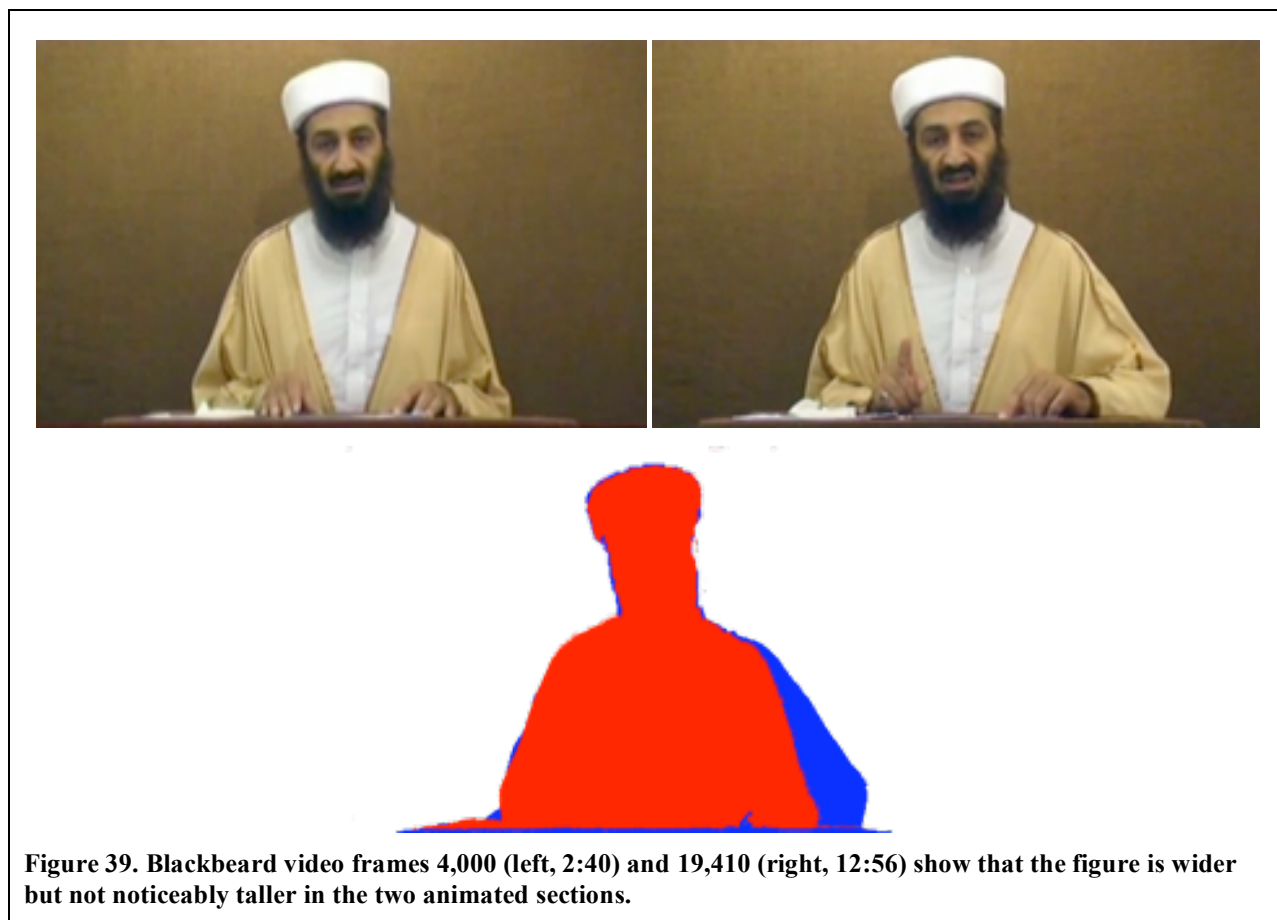 Figure 39. Blackbeard video frames 4,000 (left, 2:40) and 19,410 (right, 12:56) show that the figure is wider
but not noticeably taller in the two animated sections.